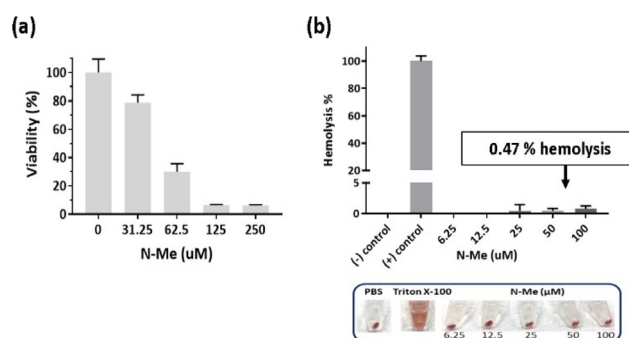 (a)
Viability (%)
100
80
60
40
20
0
0 31.25 62.5 125 250
N-Me (uM)
(b)
Hemolysis %
100
80
60
40
20
5
0
0.47 % hemolysis
(-) control (+) control 6.25 12.5 25 50 100
N-Me (uM)
PBS Triton X-100 N-Me (μM)
6.25 12.5 25 50 100